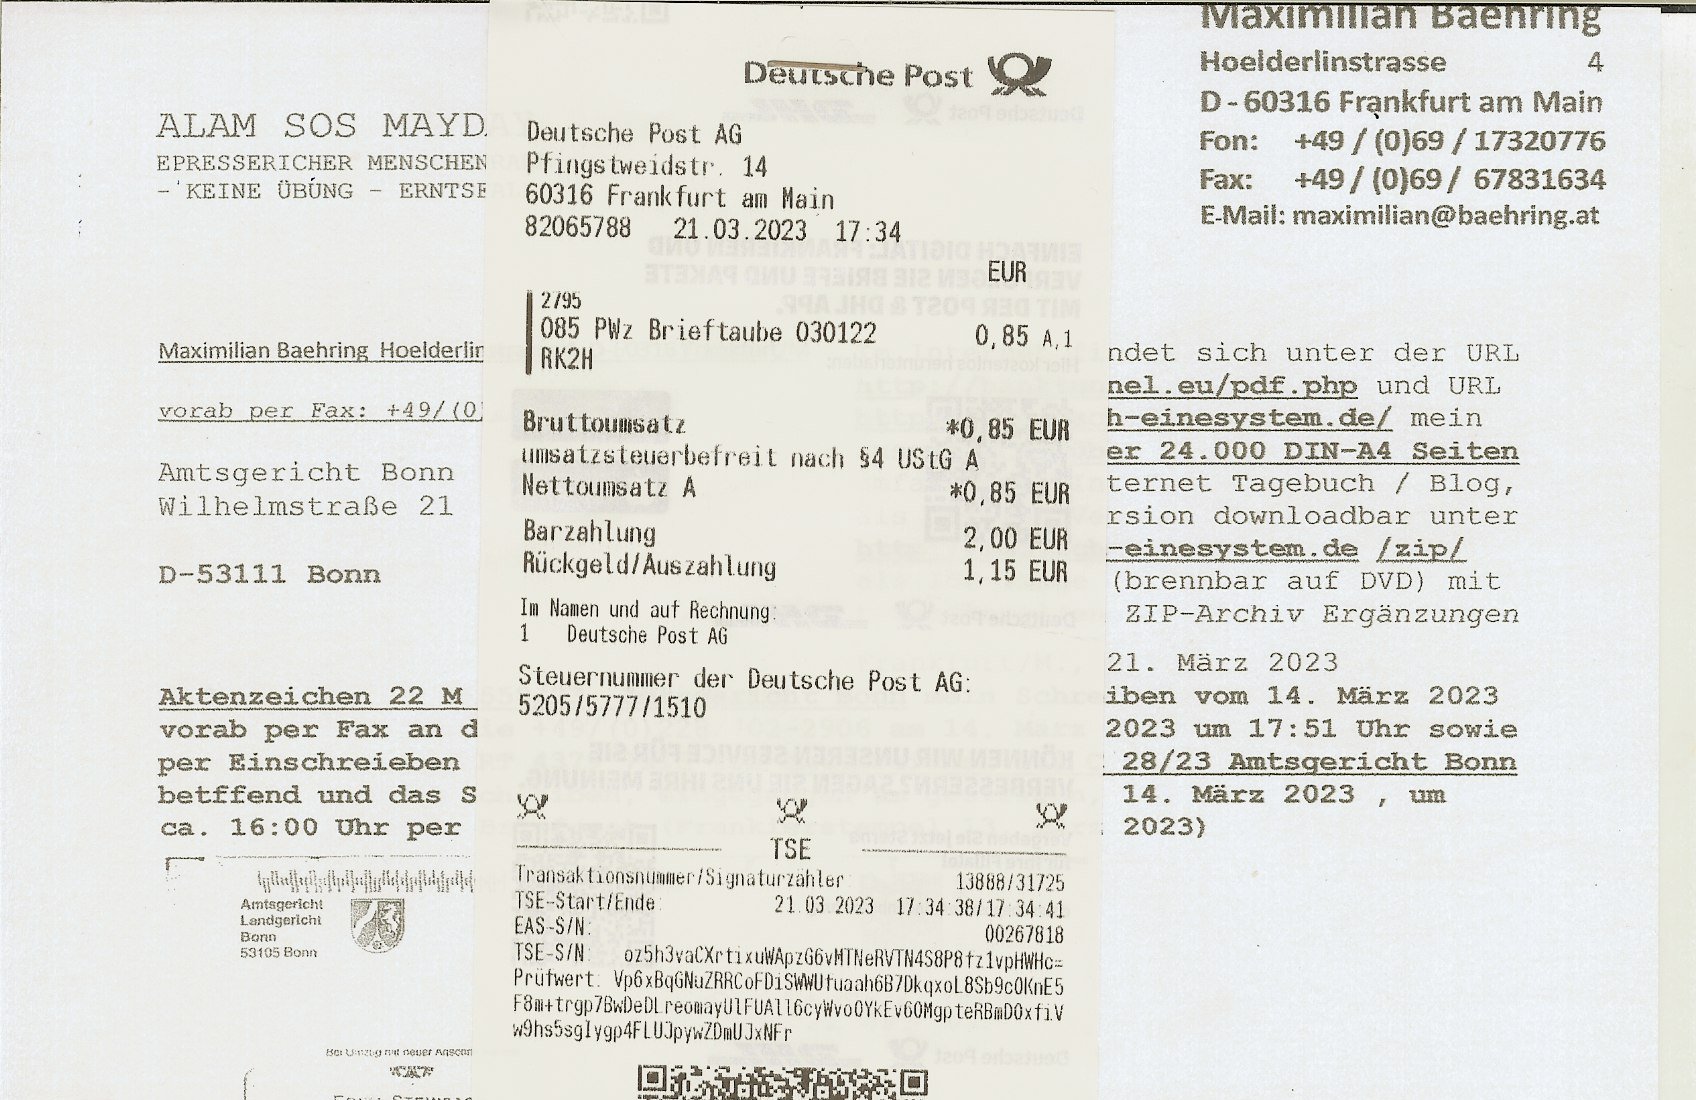 Maximilian Baehring
Hoelderlinstrasse 4
D - 60316 Frankfurt am Main
Fon: +49 / (0)69 / 17320776
Fax: +49 / (0)69 / 67831634
E-Mail: maximilian@baehring.at
ALAM SOS MAYD
EPRESSERICHER MENSCHEN
-'KEINE ÜBUNG - ERNTSF
Maximilian Baehring Hoelderlin
vorab per Fax: +49/(0)
Amtsgericht Bonn
Wilhelmstraße 21
D-53111 Bonn
Aktenzeichen 22 M
vorab per Fax an d
per Einschreieben
betffend und das S
ca. 16:00 Uhr per
Amtsgericht
Landgericht
Bonn
53105 Bonn
Bei Umzug mit neuer Anschri
Deutsche Post
Deutsche Post AG
Pfingstweidstr. 14
60316 Frankfurt am Main
82065788 21.03.2023 17:34
EUR
2795
085 PWz Brieftaube 030122 0,85 A,1
RK2H
Bruttoumsatz *0,85 EUR
umsatzsteuerbefreit nach §4 UStG A
Nettoumsatz A *0,85 EUR
Barzahlung 2,00 EUR
Rückgeld/Auszahlung 1,15 EUR
Im Namen und auf Rechnung:
1 Deutsche Post AG
Steuernummer der Deutsche Post AG:
5205/5777/1510
TSE
Transaktionsnummer/Signaturzähler 13888/31725
TSE-Start/Ende: 21.03.2023 17:34:38/17:34:41
EAS-S/N: 00267818
TSE-S/N: oz5h3vaCXrtixuWApzG6vMTNeRVTN4S8P8fz1vpHWHc=
Prüfwert: Vp6xBqGNuZRRCoFDiSWWUfuaah6B7DkqxoL8Sb9cOKnE5
F8m+trgp7BwDeDLreomayUlFUAll6cyWvoOYkEv60MgpteRBmDOxfiV
w9hs5sgIygp4FLUJpywZDmUJxNFr
ndet sich unter der URL
nel.eu/pdf.php und URL
h-einesystem.de/ mein
er 24.000 DIN-A4 Seiten
ternet Tagebuch / Blog,
rsion downloadbar unter
-einesystem.de /zip/
(brennbar auf DVD) mit
ZIP-Archiv Ergänzungen
21. März 2023
iben vom 14. März 2023
2023 um 17:51 Uhr sowie
28/23 Amtsgericht Bonn
14. März 2023 , um
2023)